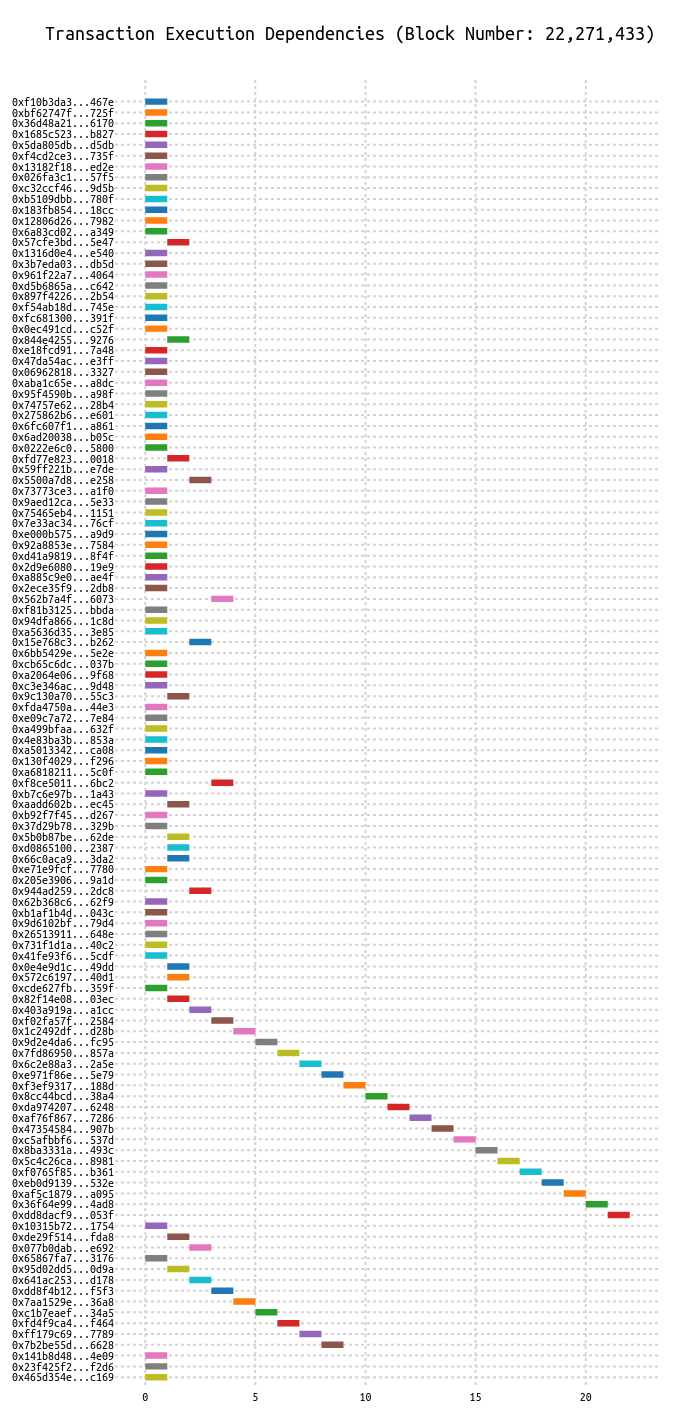 Transaction Execution Dependencies (Block Number: 22,271,433)
0xf10b3da3...467e
0xbf62747f...725f
0x36d48a21...6170
0x1685c523...b827
0x5da805db...d5db
0xf4cd2ce3...735f
0x13182f18...ed2e
0x026fa3c1...57f5
0xc32ccf46...9d5b
0xb5109dbb...780f
0x183fb854...18cc
0x12806d26...7982
0x6a83cd02...a349
0x57cfe3bd...5e47
0x1316d0e4...e540
0x3b7eda03...db5d
0x961f22a7...4064
0xd5b6865a...c642
0x897f4226...2b54
0xf54ab18d...745e
0xfc681300...391f
0x0ec491cd...c52f
0x844e4255...9276
0xe18fcd91...7a48
0x47da54ac...e3ff
0x06962818...3327
0xaba1c65e...a8dc
0x95f4590b...a98f
0x74757e62...28b4
0x275862b6...e601
0x6fc607f1...a861
0x6ad20038...b05c
0x0222e6c0...5800
0xfd77e823...0018
0x59ff221b...e7de
0x5500a7d8...e258
0x73773ce3...a1f0
0x9aed12ca...5e33
0x75465eb4...1151
0x7e33ac34...76cf
0xe000b575...a9d9
0x92a8853e...7584
0xd41a9819...8f4f
0x2d9e6080...19e9
0xa885c9e0...ae4f
0x2ece35f9...2db8
0x562b7a4f...6073
0xf81b3125...bbda
0x94dfa866...1c8d
0xa5636d35...3e85
0x15e768c3...b262
0x6bb5429e...5e2e
0xcb65c6dc...037b
0xa2064e06...9f68
0xc3e346ac...9d48
0x9c130a70...55c3
0xfda4750a...44e3
0xe09c7a72...7e84
0xa499bfaa...632f
0x4e83ba3b...853a
0xa5013342...ca08
0x130f4029...f296
0xa6818211...5c0f
0xf8ce5011...6bc2
0xb7c6e97b...1a43
0xaadd602b...ec45
0xb92f7f45...d267
0x37d29b78...329b
0x5b0b87be...62de
0xd0865100...2387
0x66c0aca9...3da2
0xe71e9fcf...7780
0x205e3906...9a1d
0x944ad259...2dc8
0x62b368c6...62f9
0xb1af1b4d...043c
0x9d6102bf...79d4
0x26513911...648e
0x731f1d1a...40c2
0x41fe93f6...5cdf
0x0e4e9d1c...49dd
0x572c6197...40d1
0xcde627fb...359f
0x82f14e08...03ec
0x403a919a...a1cc
0xf02fa57f...2584
0x1c2492df...d28b
0x9d2e4da6...fc95
0x7fd86950...857a
0x6c2e88a3...2a5e
0xe971f86e...5e79
0xf3ef9317...188d
0x8cc44bcd...38a4
0xda974207...6248
0xaf76f867...7286
0x47354584...907b
0xc5afbbf6...537d
0x8ba3331a...493c
0x5c4c26ca...8981
0xf0765f85...b361
0xeb0d9139...532e
0xaf5c1879...a095
0x36f64e99...4ad8
0xdd8dacf9...053f
0x10315b72...1754
0xde29f514...fda8
0x077b0dab...e692
0x65867fa7...3176
0x95d02dd5...0d9a
0x641ac253...d178
0xdd8f4b12...f5f3
0x7aa1529e...36a8
0xc1b7eaef...34a5
0xfd4f9ca4...f464
0xff179c69...7789
0x7b2be55d...6628
0x141b8d48...4e09
0x23f425f2...f2d6
0x465d354e...c169
0 5 10 15 20